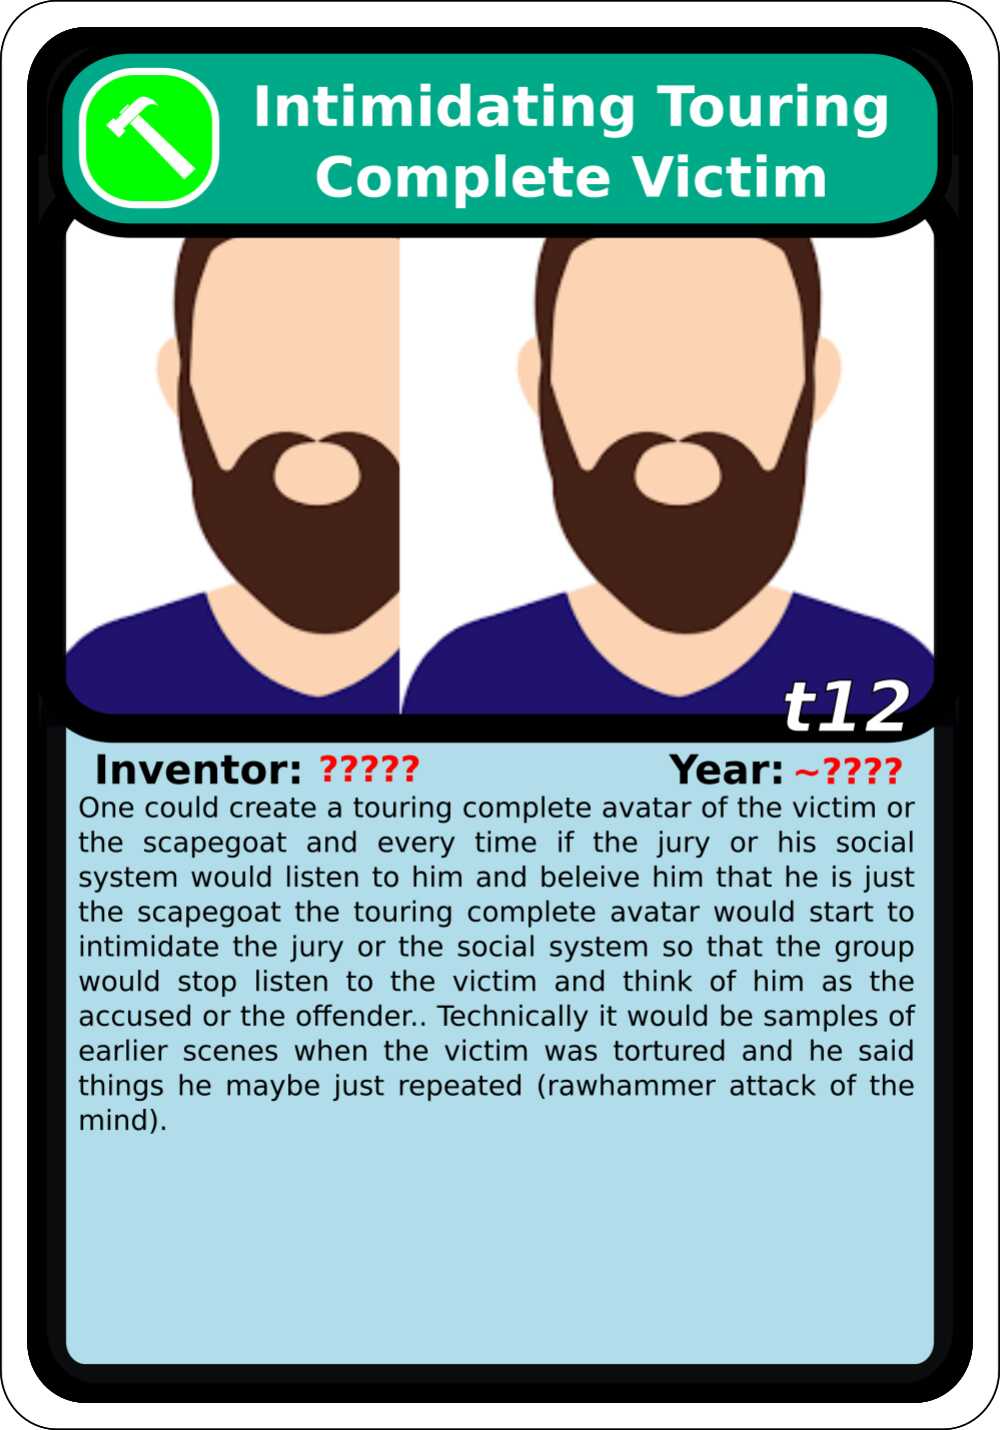 Intimidating Touring
Complete Victim
t12
Inventor: ?????
Year: ~????
One could create a touring complete avatar of the victim or
the scapegoat and every time if the jury or his social
system would listen to him and beleive him that he is just
the scapegoat the touring complete avatar would start to
intimidate the jury or the social system so that the group
would stop listen to the victim and think of him as the
accused or the offender.. Technically it would be samples of
earlier scenes when the victim was tortured and he said
things he maybe just repeated (rawhammer attack of the
mind).